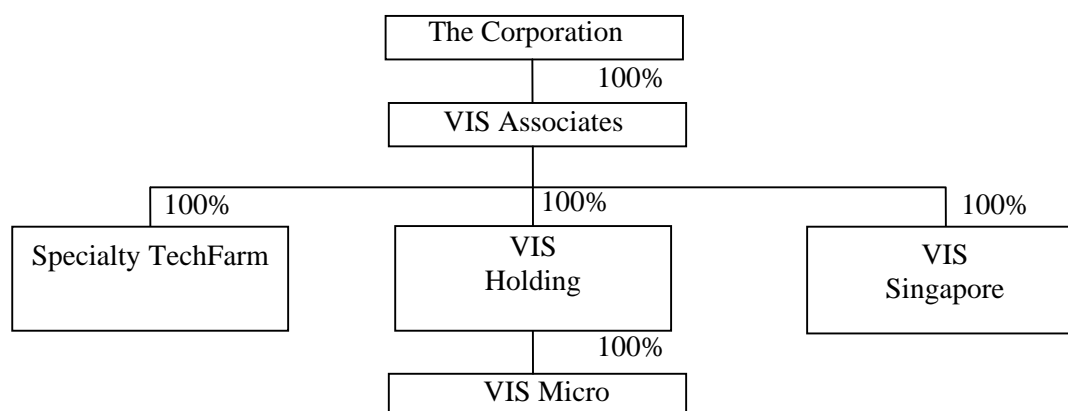 The Corporation
100%
VIS Associates
100%
100%
100%
Specialty TechFarm
VIS
Holding
VIS
Singapore
100%
VIS Micro